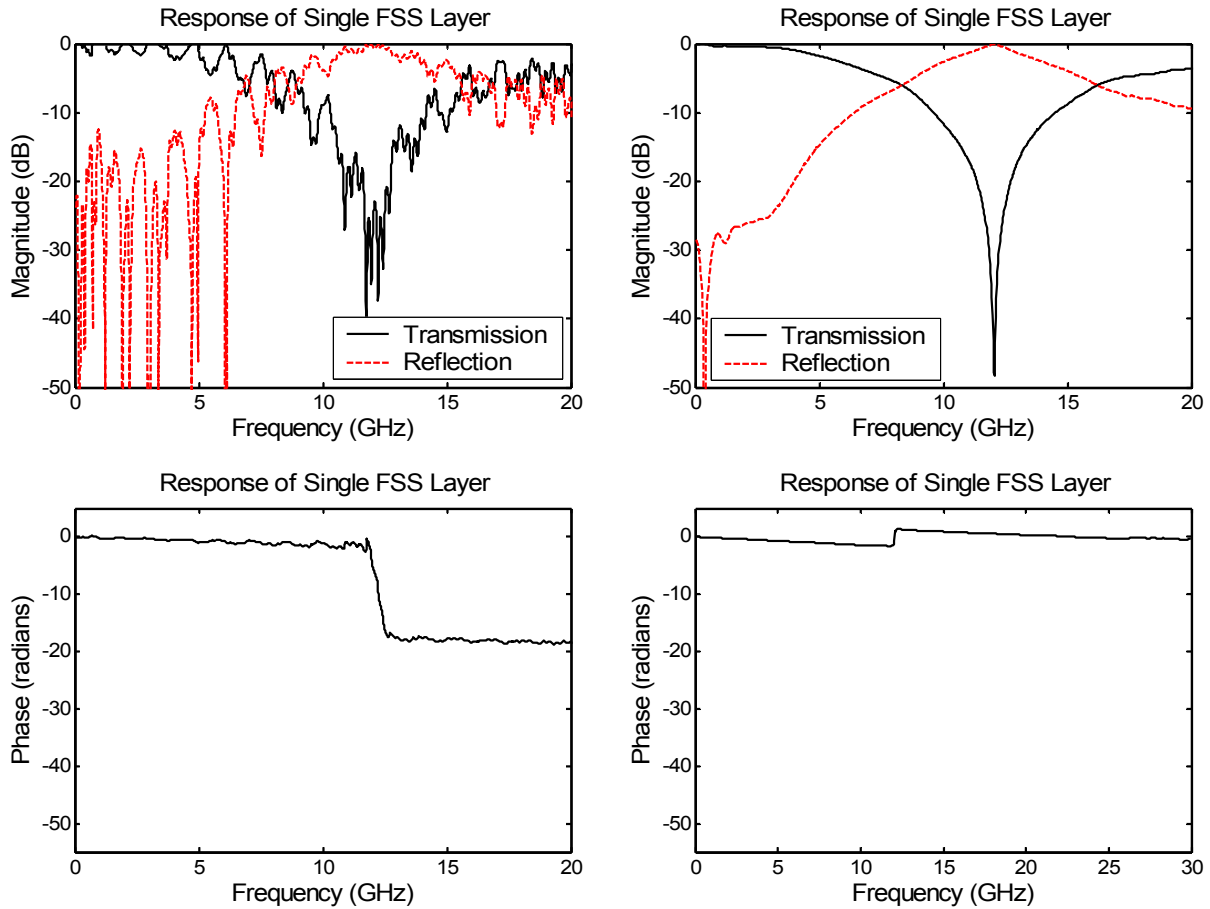 Response of Single FSS Layer
0
-10
-20
-30
-40
-50
Magnitude (dB)
Transmission
Reflection
0
5
10
15
20
Frequency (GHz)
Response of Single FSS Layer
0
-10
-20
-30
-40
-50
Magnitude (dB)
Transmission
Reflection
0
5
10
15
20
Frequency (GHz)
Response of Single FSS Layer
0
-10
-20
-30
-40
-50
Phase (radians)
0
5
10
15
20
Frequency (GHz)
Response of Single FSS Layer
0
-10
-20
-30
-40
-50
Phase (radians)
0
5
10
15
20
30
Frequency (GHz)